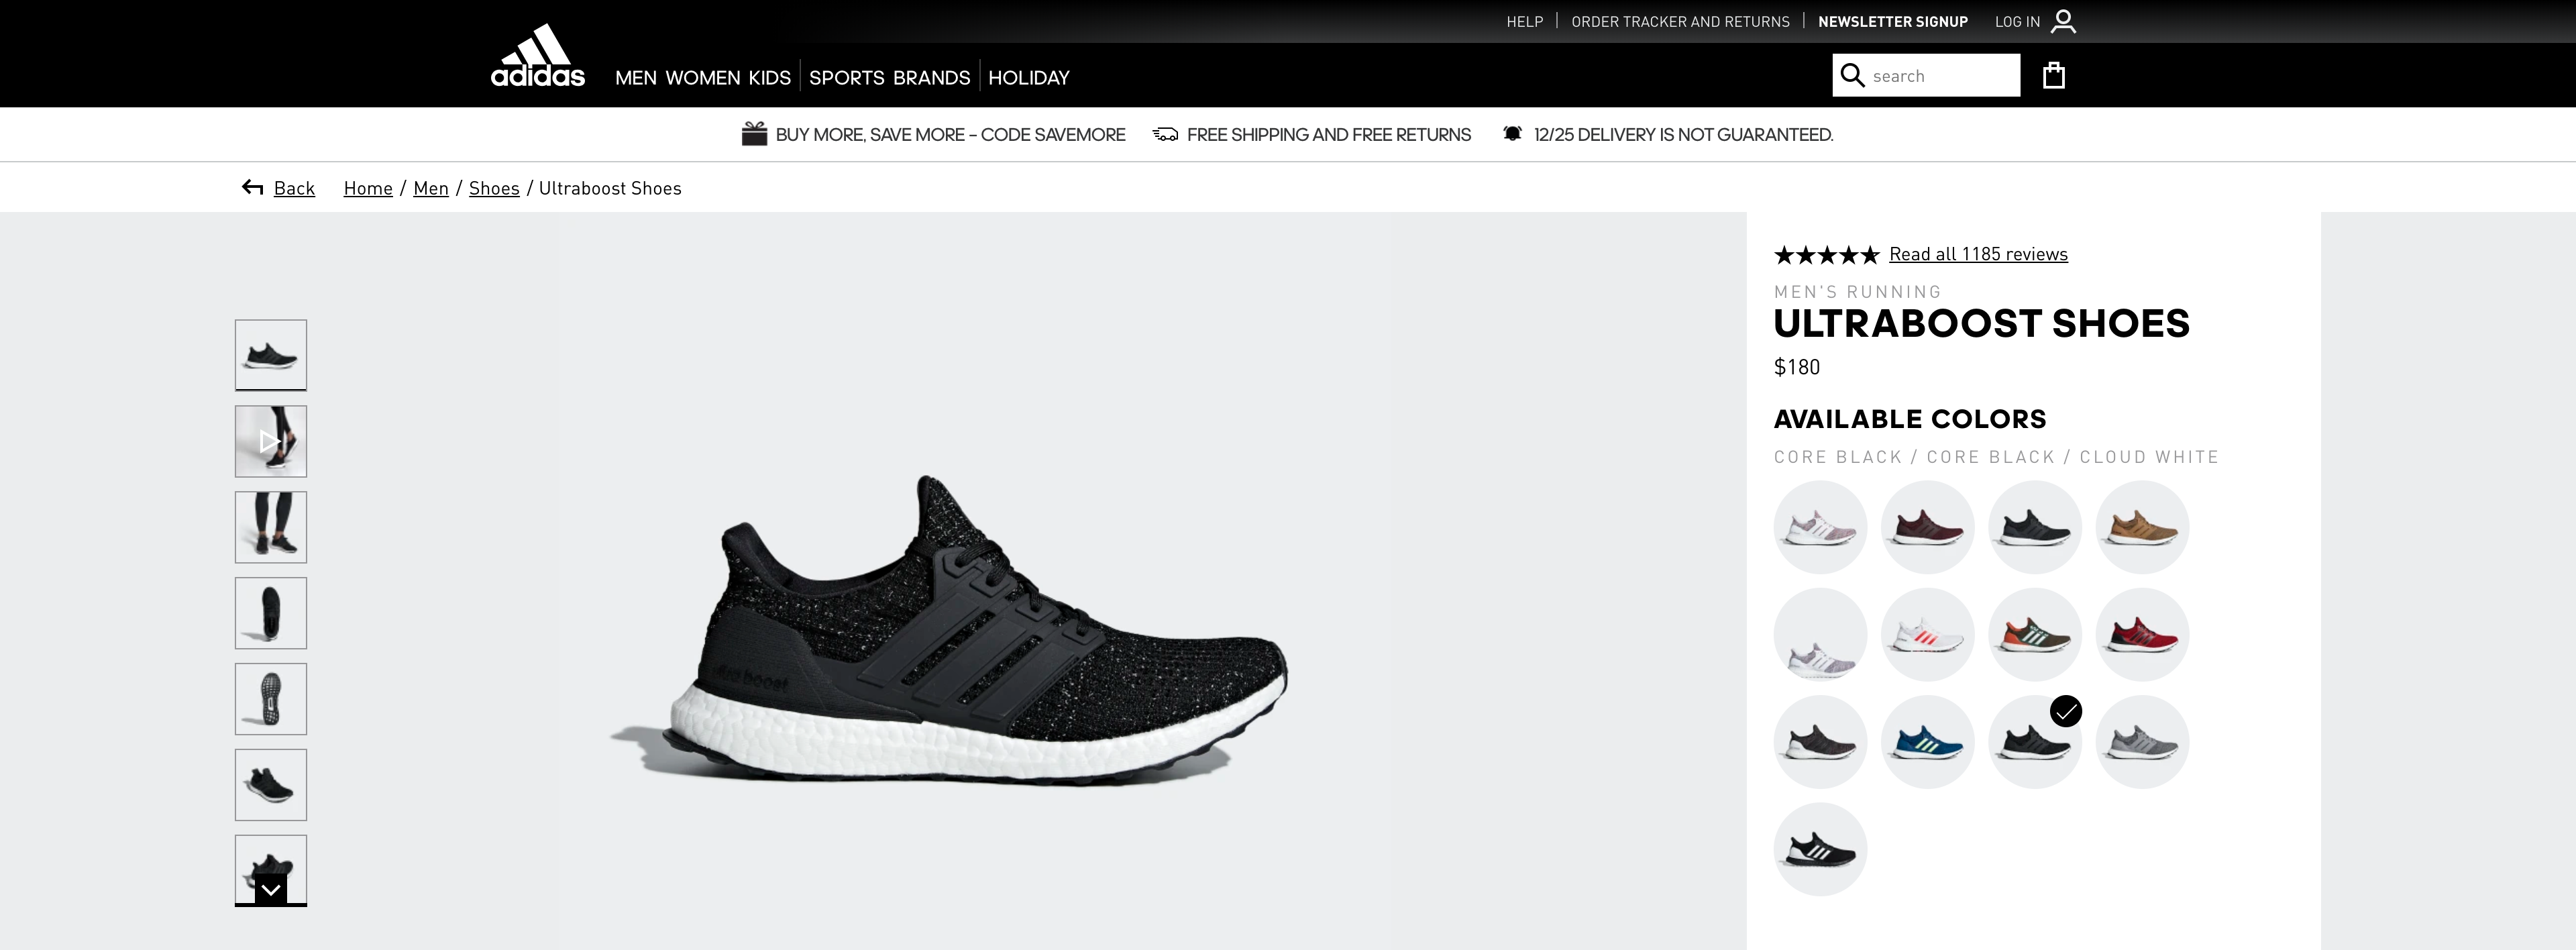 HELP
ORDER TRACKER AND RETURNS
NEWSLETTER SIGNUP
LOG IN
adidas
MEN WOMEN KIDS SPORTS BRANDS HOLIDAY
search
BUY MORE, SAVE MORE – CODE SAVEMORE
FREE SHIPPING AND FREE RETURNS
12/25 DELIVERY IS NOT GUARANTEED.
Back
Home / Men / Shoes / Ultraboost Shoes
Read all 1185 reviews
MEN'S RUNNING
ULTRABOOST SHOES
$180
AVAILABLE COLORS
CORE BLACK / CORE BLACK / CLOUD WHITE